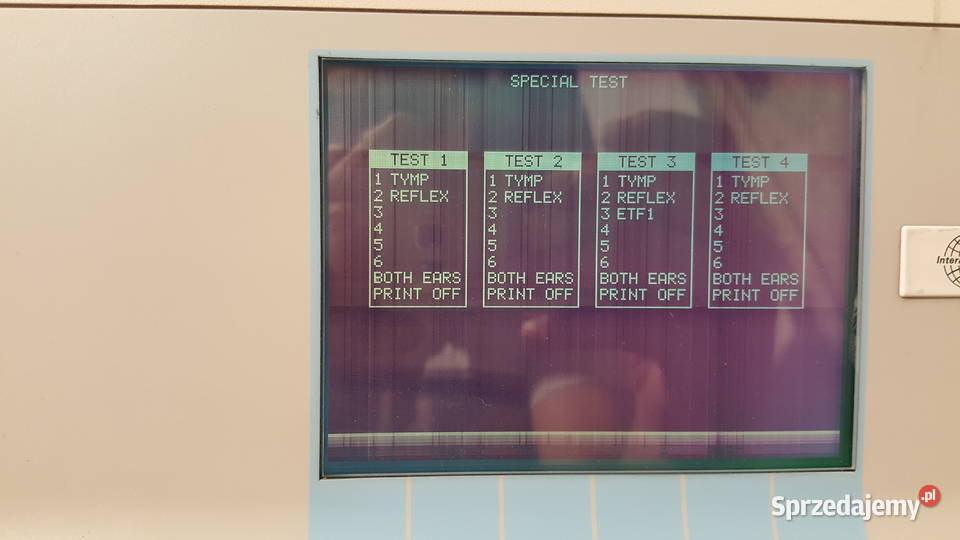 SPECIAL TEST
TEST 1
1 TYMP
2 REFLEX
3
4
5
6
BOTH EARS
PRINT OFF
TEST 2
1 TYMP
2 REFLEX
3
4
5
6
BOTH EARS
PRINT OFF
TEST 3
1 TYMP
2 REFLEX
3 ETF1
4
5
6
BOTH EARS
PRINT OFF
TEST 4
1 TYMP
2 REFLEX
3
4
5
6
BOTH EARS
PRINT OFF
Sprzedajemy.pl